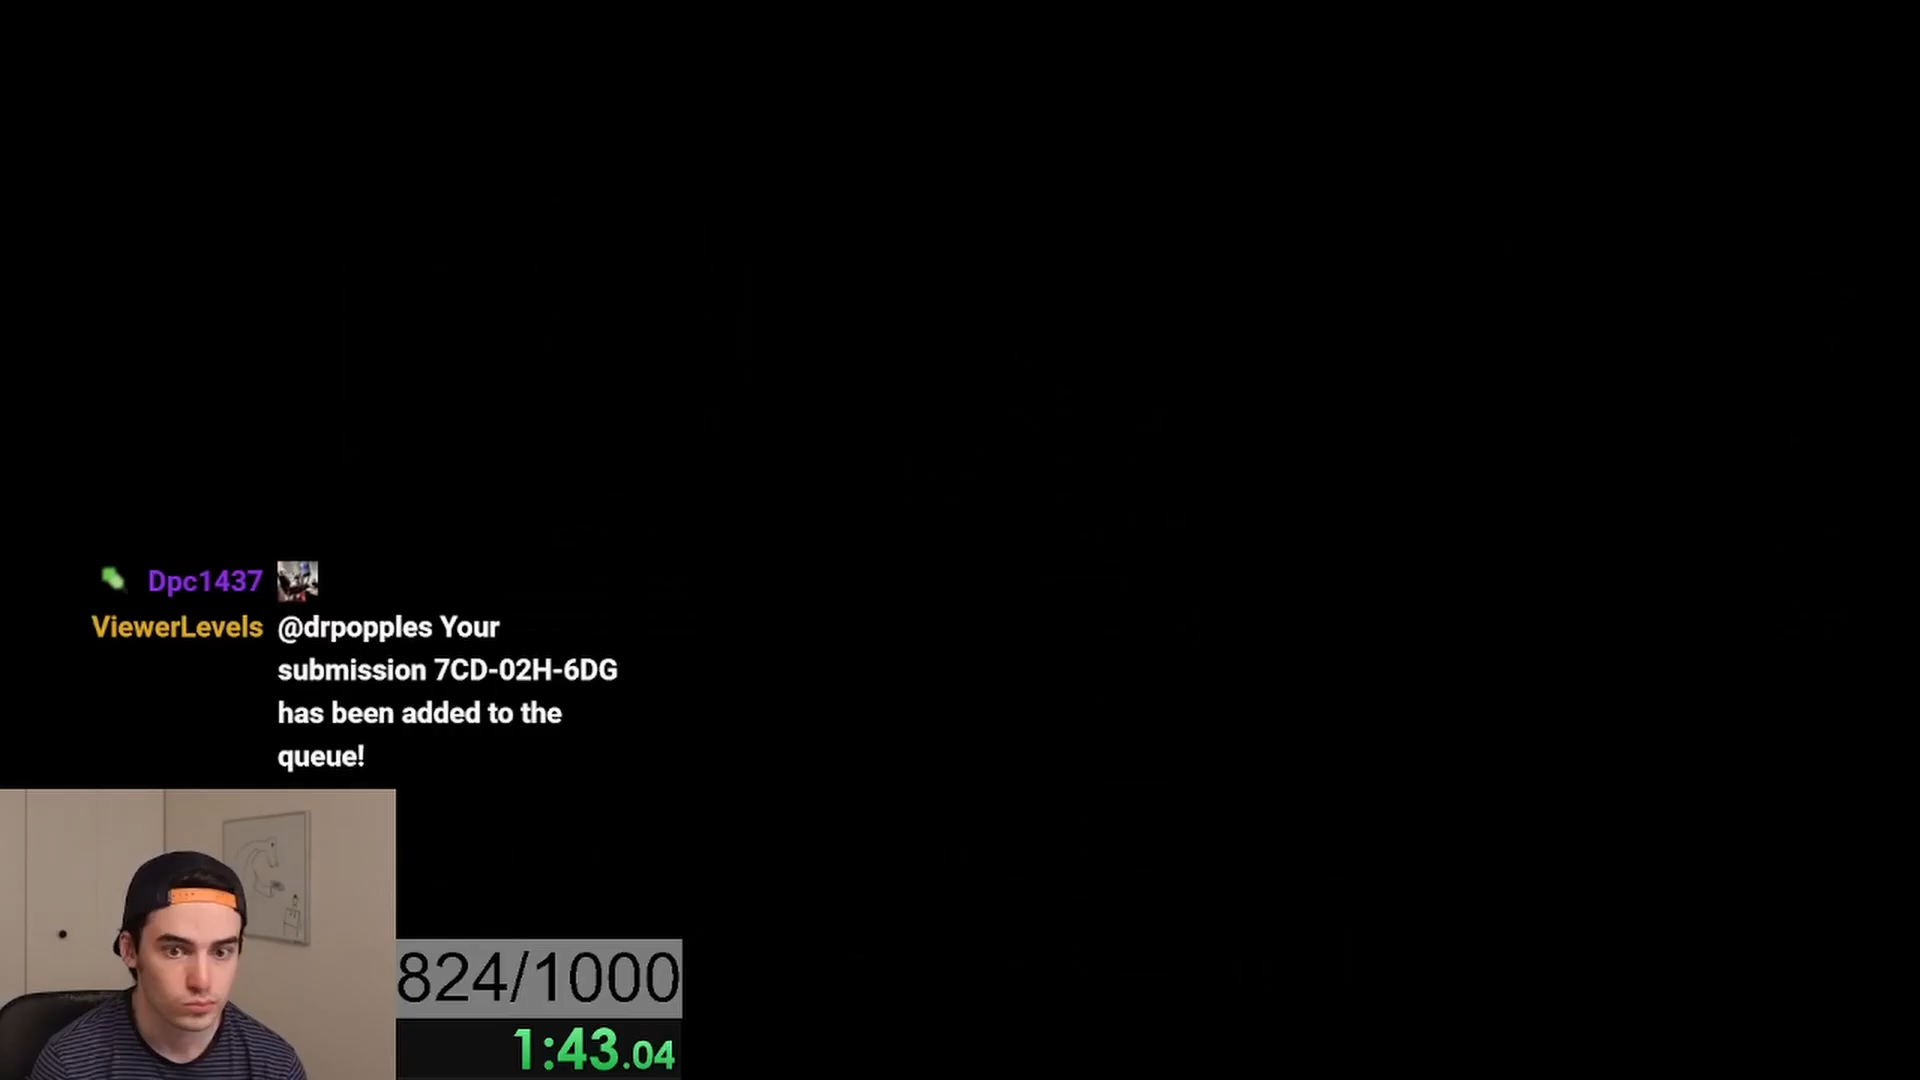 Dpc1437
ViewerLevels @drpopples Your
submission 7CD-02H-6DG
has been added to the
queue!
824/1000
1:43.04